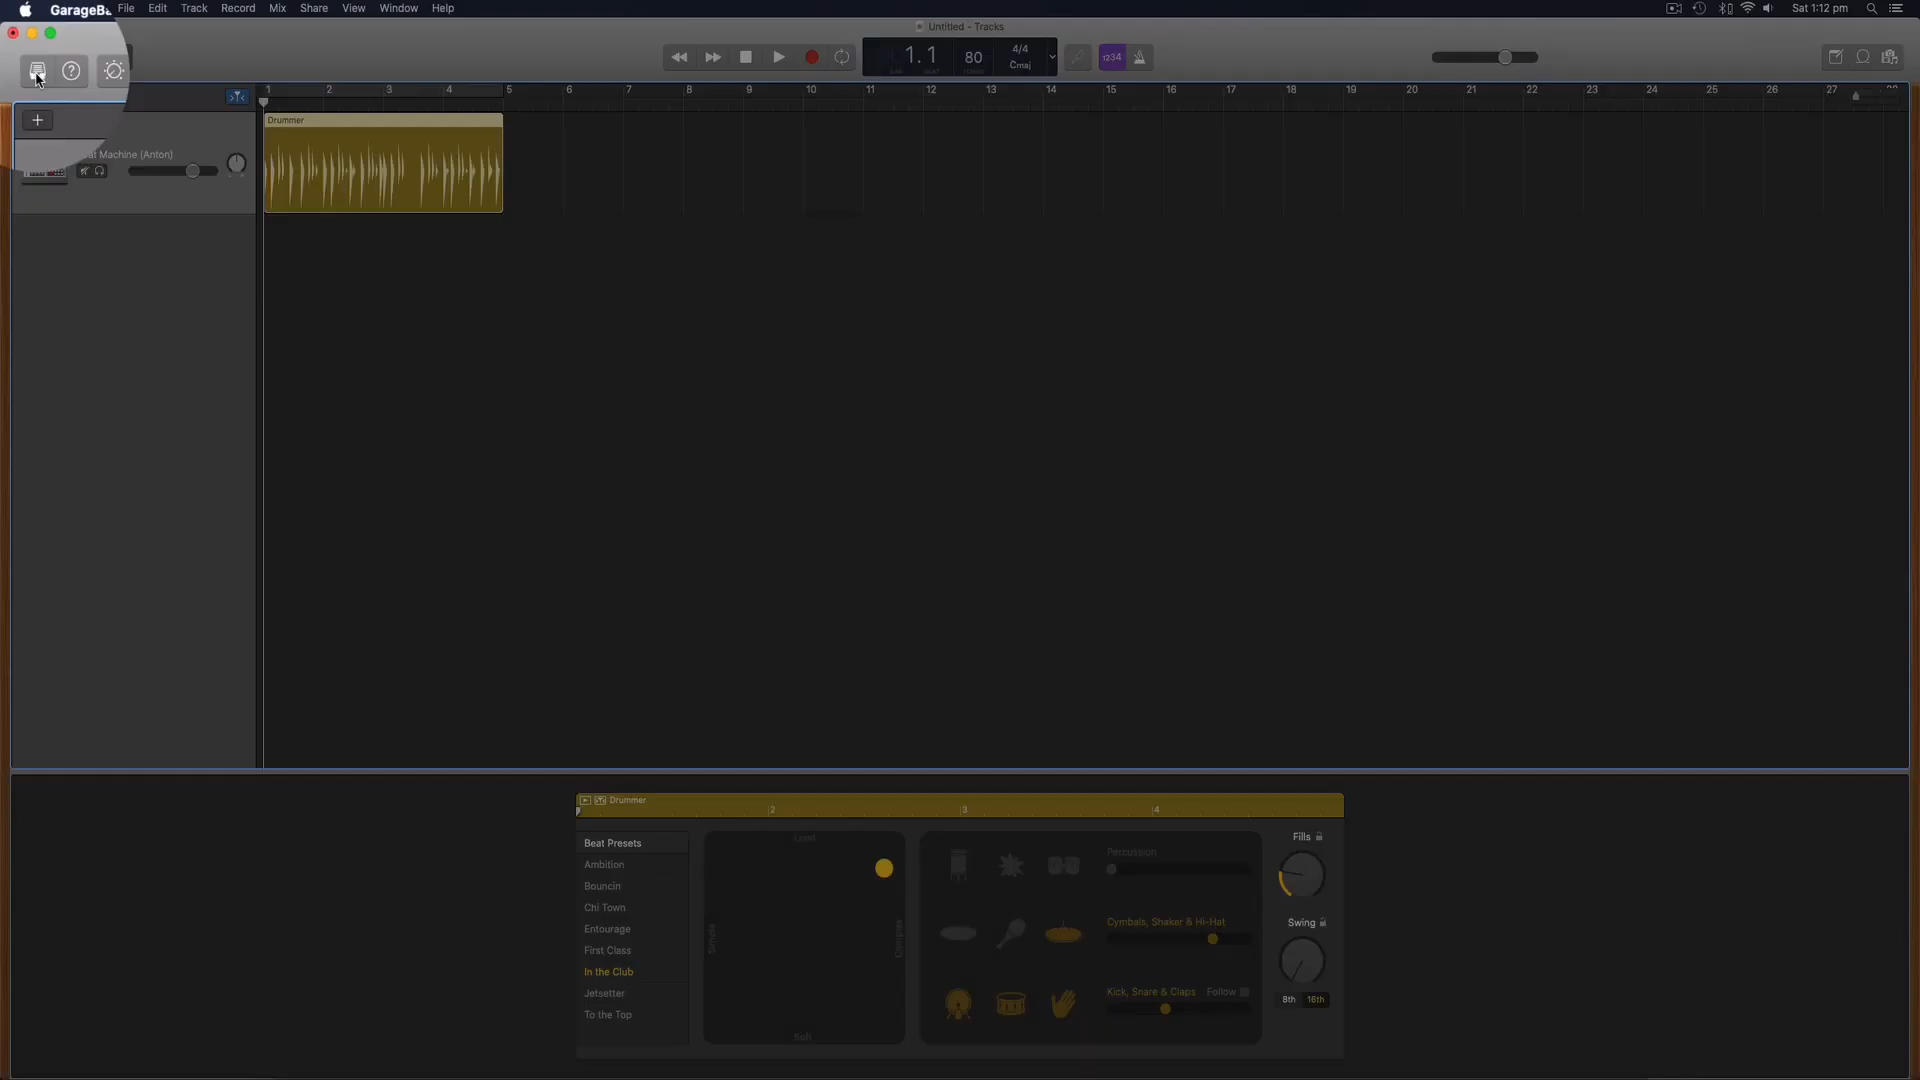 GarageBa File Edit Track Record Mix Share View Window Help Sat 1:12 pm
Untitled - Tracks
1.1 80 4/4 Cmaj 1234
1 2 3 4 5 6 7 8 9 10 11 12 13 14 15 16 17 18 19 20 21 22 23 24 25 26 27
Drummer
at Machine (Anton)
Drummer
2 3 4
Beat Presets
Ambition
Bouncin
Chi Town
Entourage
First Class
In the Club
Jetsetter
To the Top
Loud
Simple
Complex
Soft
Percussion
Cymbals, Shaker & Hi-Hat
Kick, Snare & Claps Follow
Fills
Swing
8th 16th